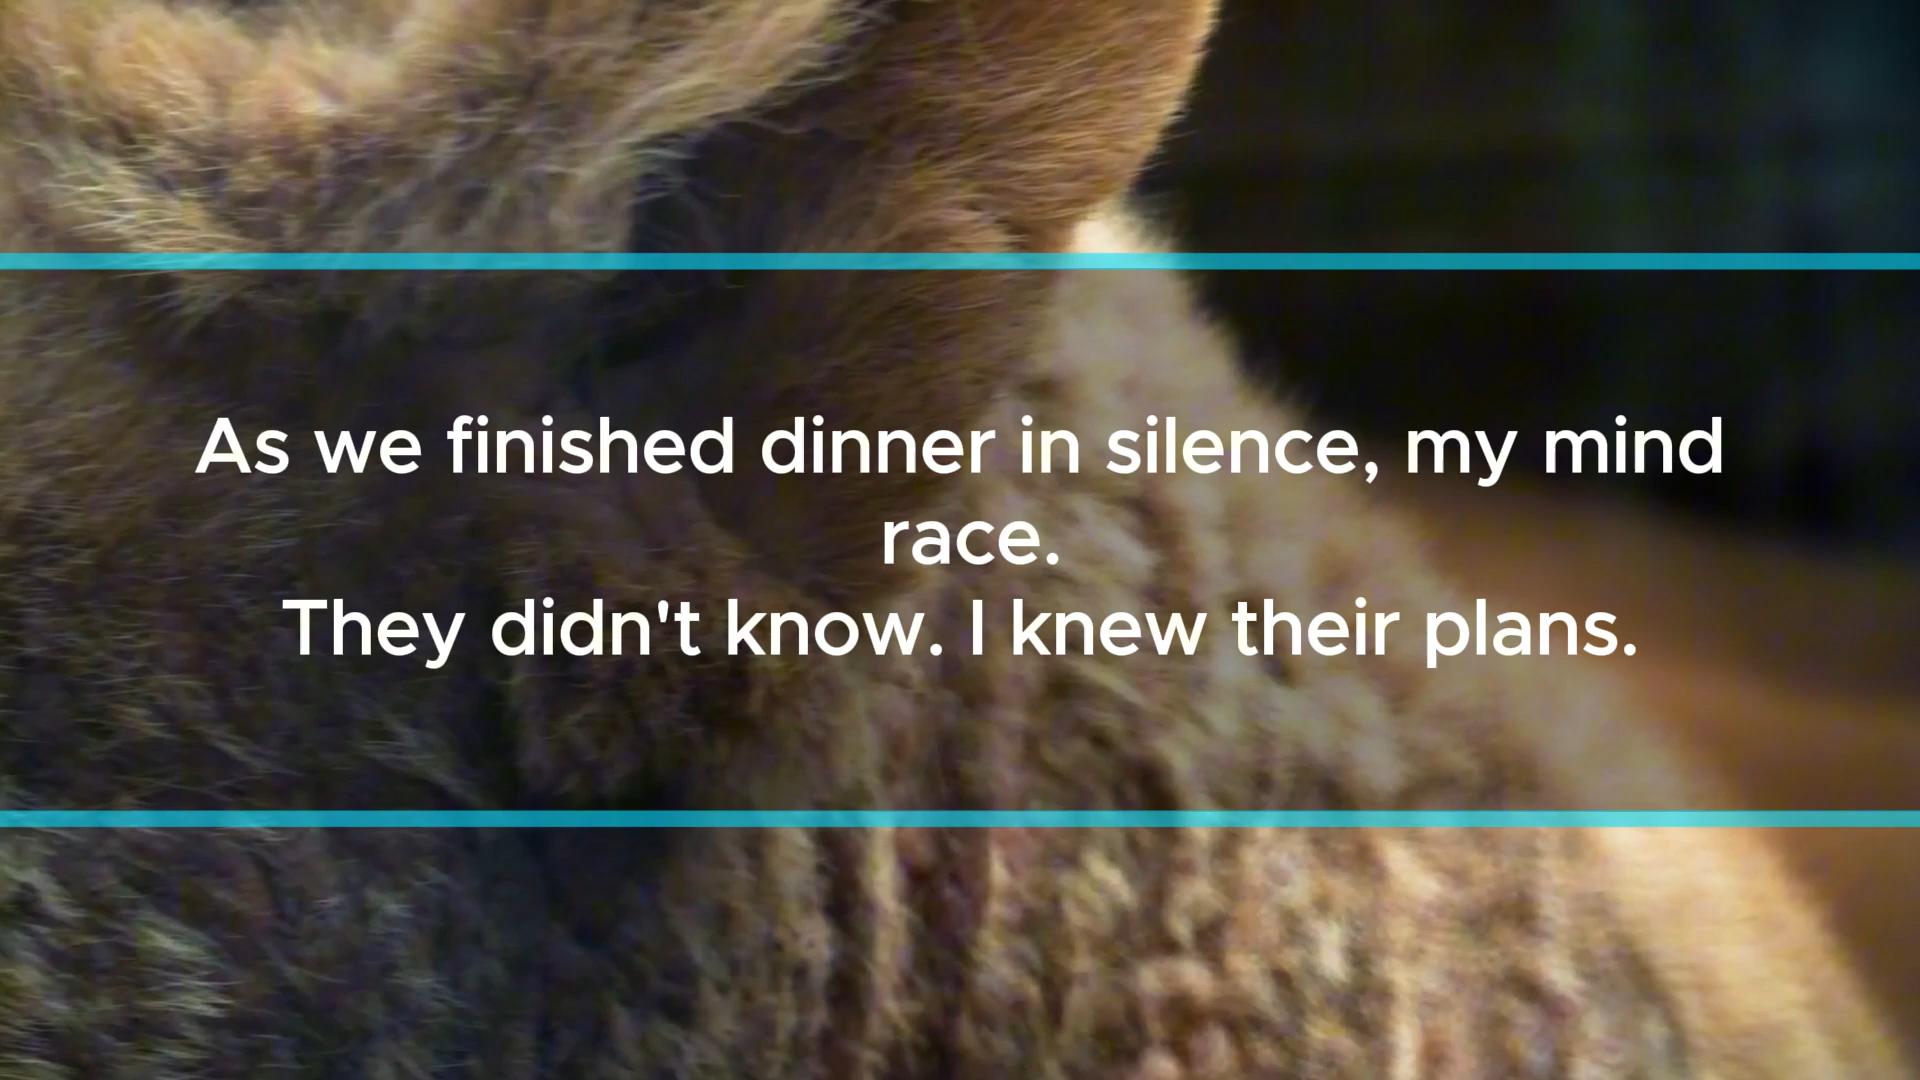 As we finished dinner in silence, my mind
race.
They didn't know. I knew their plans.